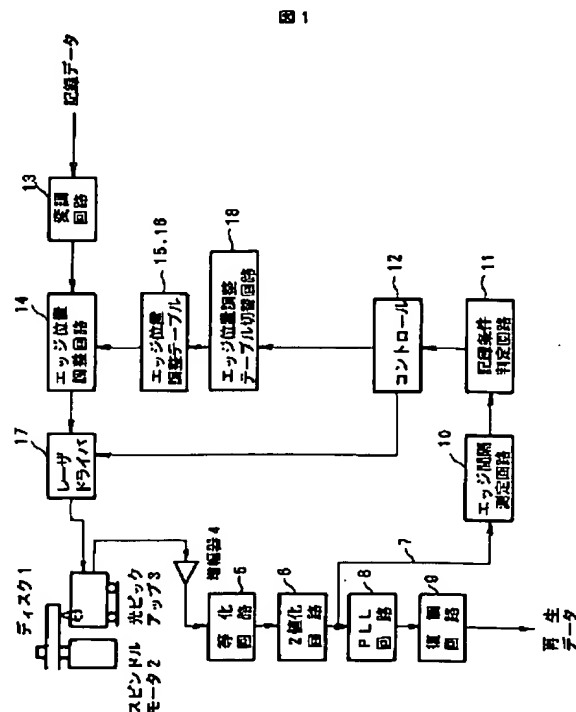 図1
記録データ
13
変調
回路
14
エッジ位置
調整回路
15,16
エッジ位置
調整テーブル
18
エッジ位置調整
テーブル切替回路
12
コントロール
11
記録条件
判定回路
10
エッジ間隔
測定回路
17
レーザ
ドライバ
ディスク1
スピンドル
モータ2
光ピック
アップ3
増幅器4
5
等化
回路
6
2値化
回路
7
8
PLL
回路
9
復調
回路
再生
データ